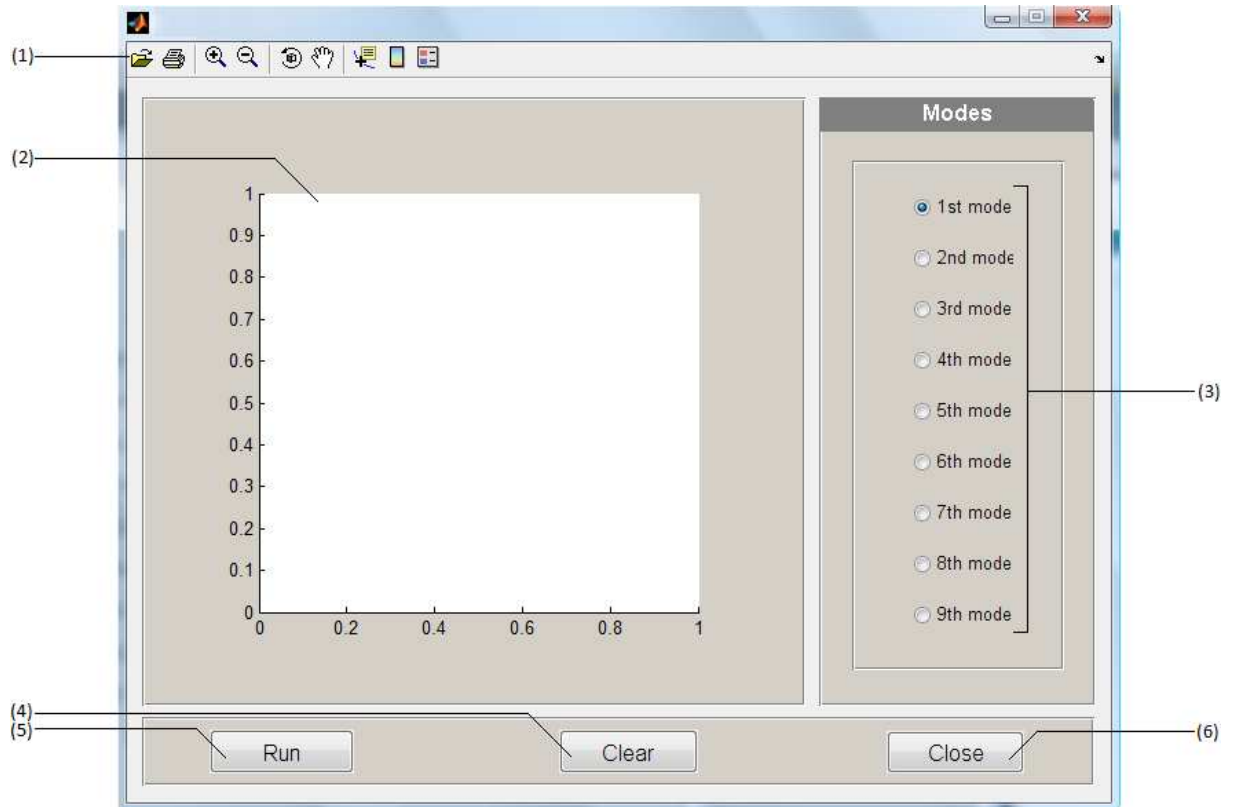 (1)
Modes
(2)
1
0.9
0.8
0.7
0.6
0.5
0.4
0.3
0.2
0.1
0
0 0.2 0.4 0.6 0.8 1
1st mode
2nd mode
3rd mode
4th mode
5th mode
6th mode
7th mode
8th mode
9th mode
(3)
(4)
(5)
(6)
Run Clear Close